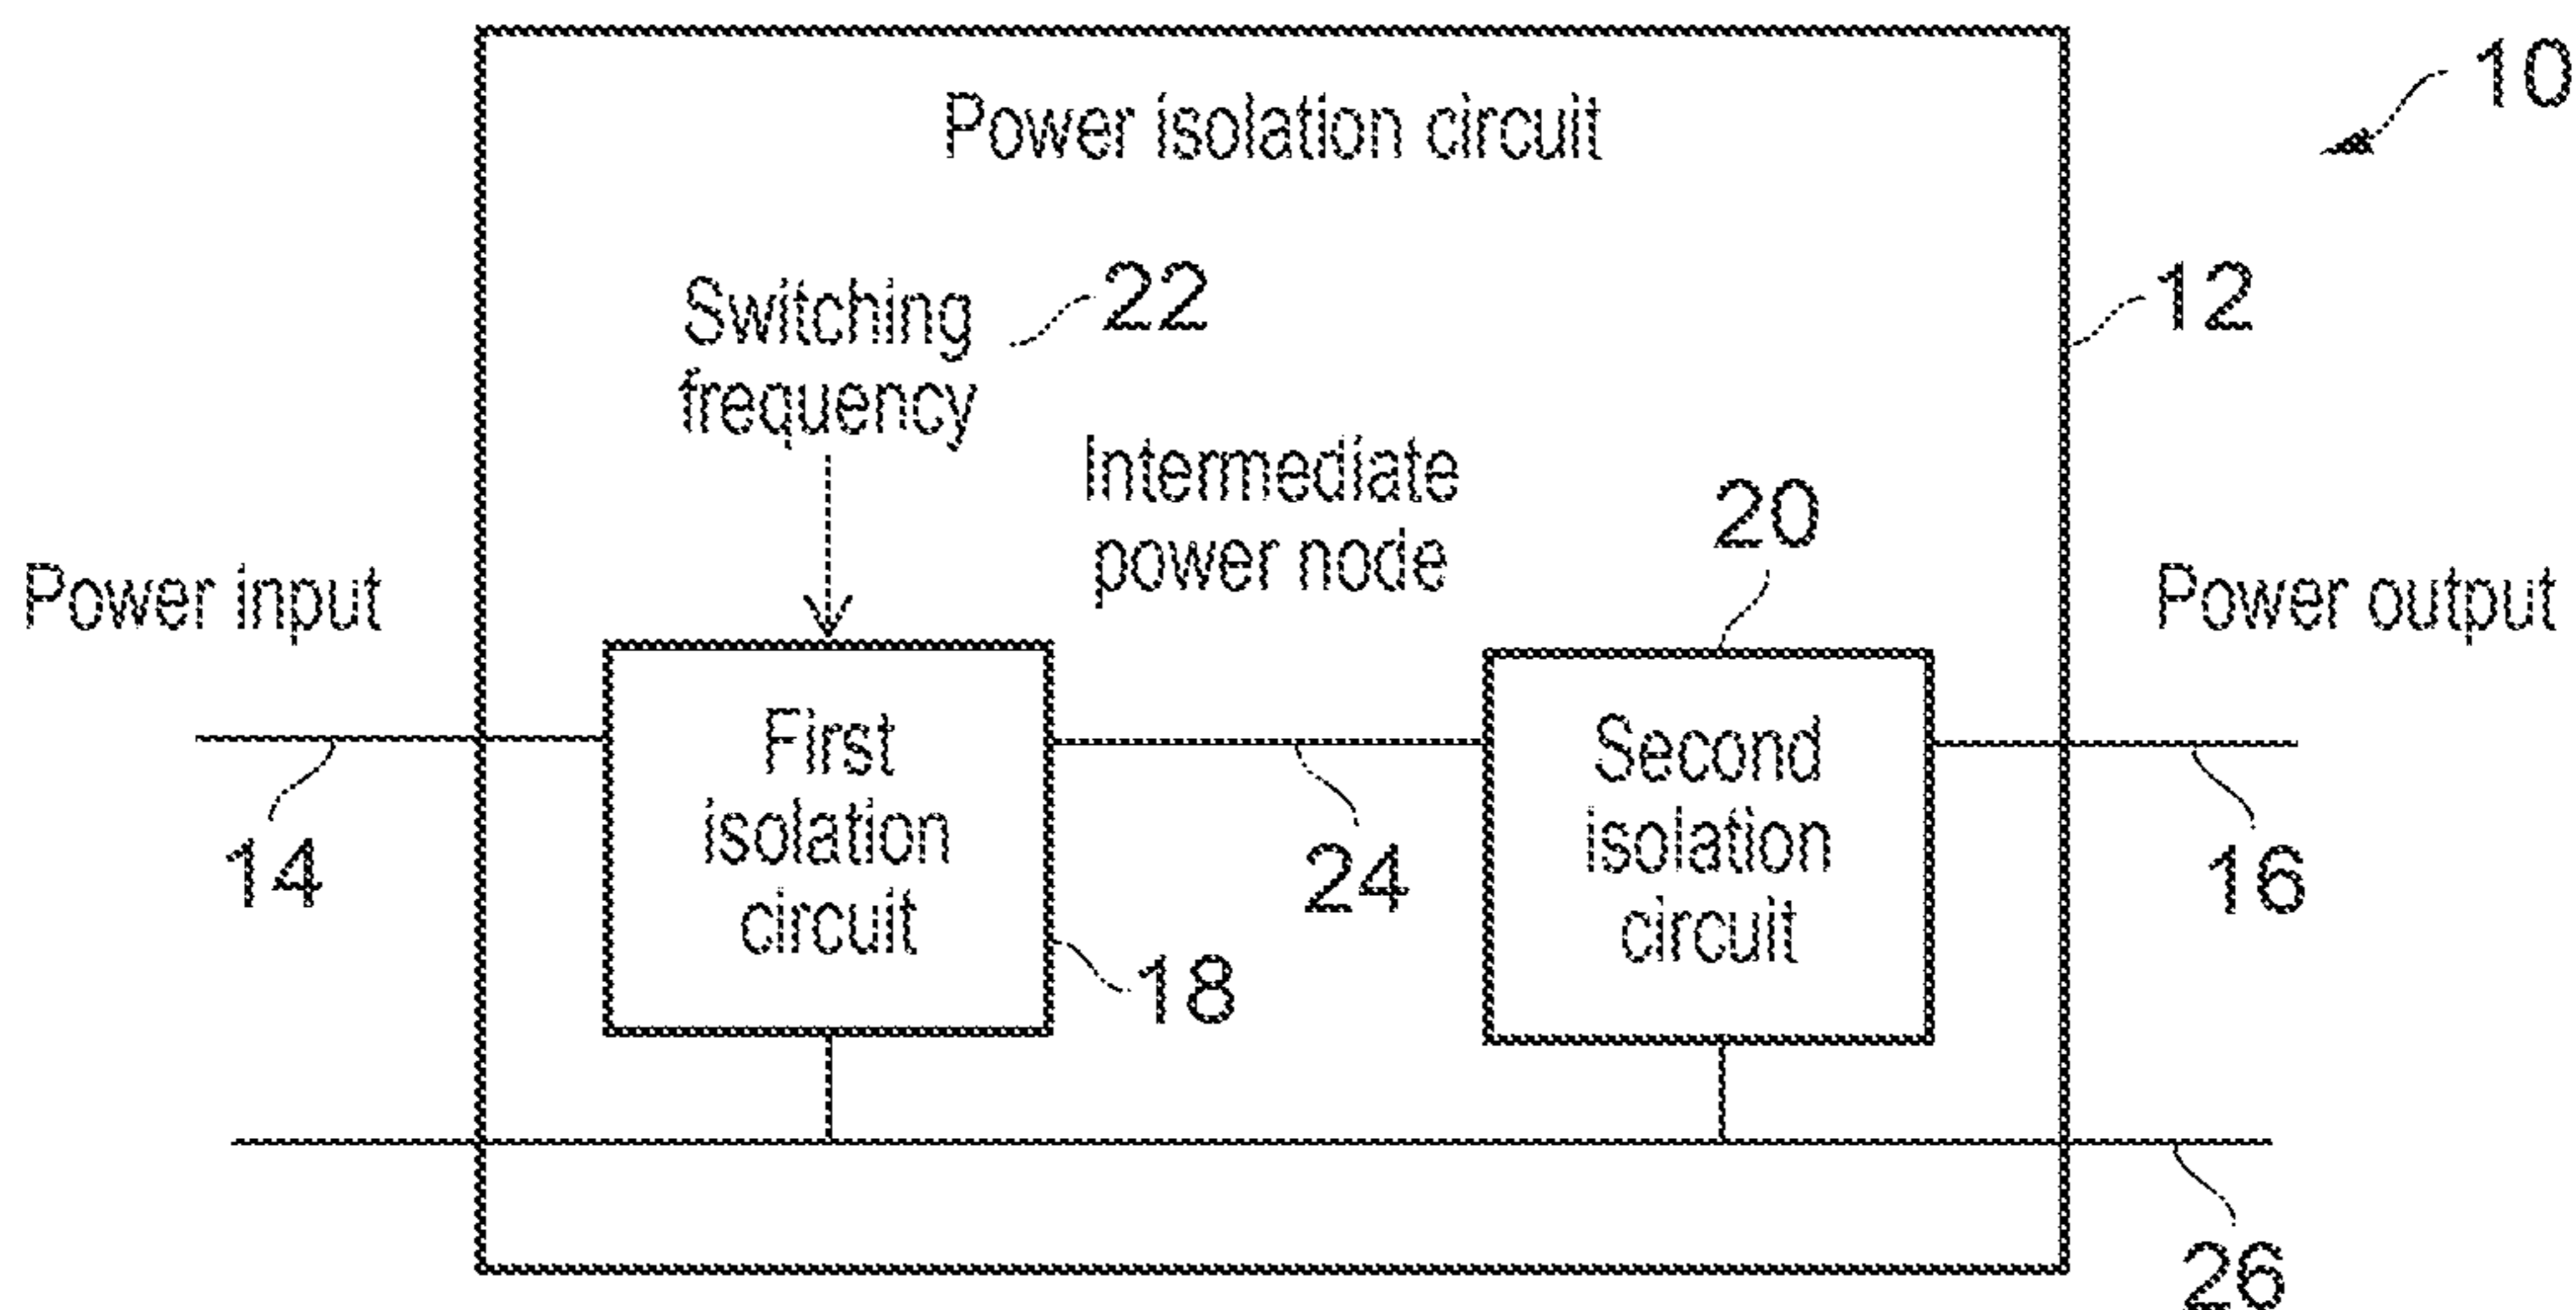 Power isolation circuit
10
Switching
frequency
22
12
Intermediate
power node
20
Power input
Power output
First
isolation
circuit
Second
isolation
circuit
14
24
16
18
26